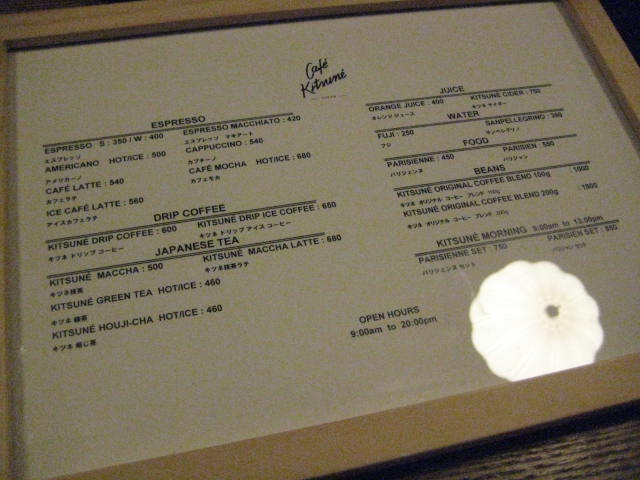 Café
Kitsuné
ESPRESSO
ESPRESSO S : 350 / W : 400
エスプレッソ
AMERICANO HOT/ICE : 500
アメリカーノ
CAFÉ LATTE : 540
カフェラテ
ICE CAFÉ LATTE : 560
アイスカフェラテ
ESPRESSO MACCHIATO : 420
エスプレッソ マキアート
CAPPUCCINO : 540
カプチーノ
CAFÉ MOCHA HOT/ICE : 680
カフェモカ
DRIP COFFEE
KITSUNÉ DRIP COFFEE : 600
キツネ ドリップ コーヒー
KITSUNÉ DRIP ICE COFFEE : 650
キツネ ドリップ アイス コーヒー
JAPANESE TEA
KITSUNÉ MACCHA : 500
キツネ抹茶
KITSUNÉ MACCHA LATTE : 680
キツネ抹茶ラテ
KITSUNÉ GREEN TEA HOT/ICE : 460
キツネ 緑茶
KITSUNÉ HOUJI-CHA HOT/ICE : 460
キツネ 焙じ茶
JUICE
ORANGE JUICE : 400
オレンジ ジュース
KITSUNÉ CIDER : 750
キツネ サイダー
WATER
FUJI : 250
フジ
SANPELLEGRINO : 380
サンペレグリノ
FOOD
PARISIENNE : 450
パリジェンヌ
PARISIEN : 550
パリジャン
BEANS
KITSUNÉ ORIGINAL COFFEE BLEND 100g : 1000
キツネ オリジナル コーヒー ブレンド 100g
KITSUNÉ ORIGINAL COFFEE BLEND 200g : 1800
キツネ オリジナル コーヒー ブレンド 200g
KITSUNÉ MORNING 9:00am to 13:00pm
PARISIENNE SET : 750
パリジェンヌ セット
PARISIEN SET : 850
パリジャン セット
OPEN HOURS
9:00am to 20:00pm